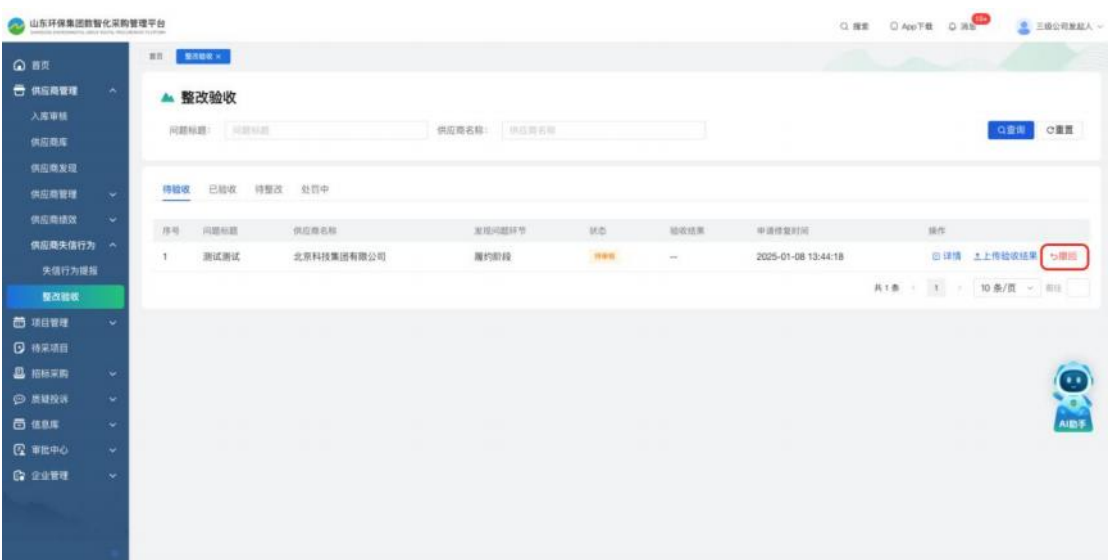 山东环保集团数智化采购管理平台
搜索 App下载 消息 三级公司发起人
首页
供应商管理
入库审核
供应商库
供应商发现
供应商管理
供应商绩效
供应商失信行为
失信行为提报
整改验收
项目管理
待采项目
招标采购
质疑投诉
信息库
审批中心
企业管理
首页 整改验收 ×
整改验收
问题标题: 问题标题 供应商名称: 供应商名称 查询 重置
待验收 已验收 待整改 处罚中
序号 问题标题 供应商名称 发现问题环节 状态 验收结果 申请修复时间 操作
1 测试测试 北京科技集团有限公司 履约阶段 待审核 -- 2025-01-08 13:44:18 详情 上传验收结果 撤回
共 1 条 1 10 条/页 前往
AI助手